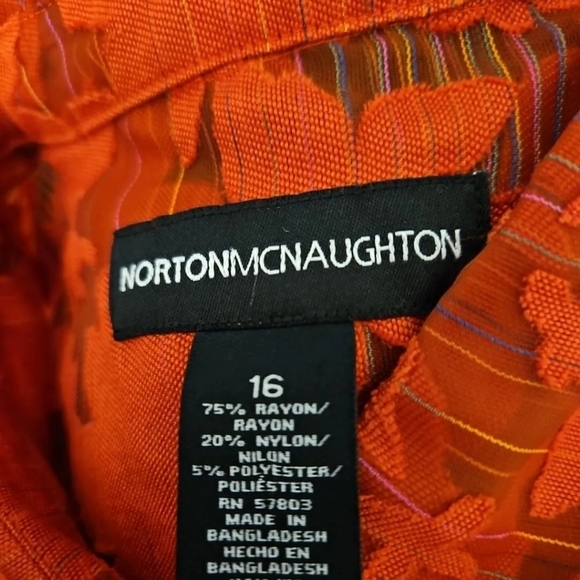 NORTONMCNAUGHTON
16
75% RAYON/
RAYON
20% NYLON/
NILON
5% POLYESTER/
POLIÉSTER
RN 57803
MADE IN
BANGLADESH
HECHO EN
BANGLADESH